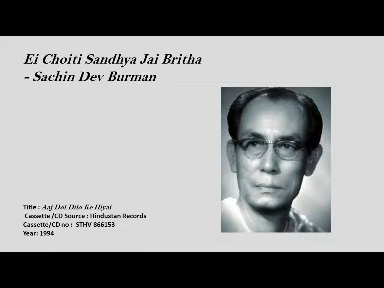 Ei Choiti Sandhya Jai Britha
- Sachin Dev Burman
Title : Aaj Dol Dilo Ke Hiyai
Cassette /CD Source : Hindustan Records
Cassette/CD no : STHV 866153
Year: 1994